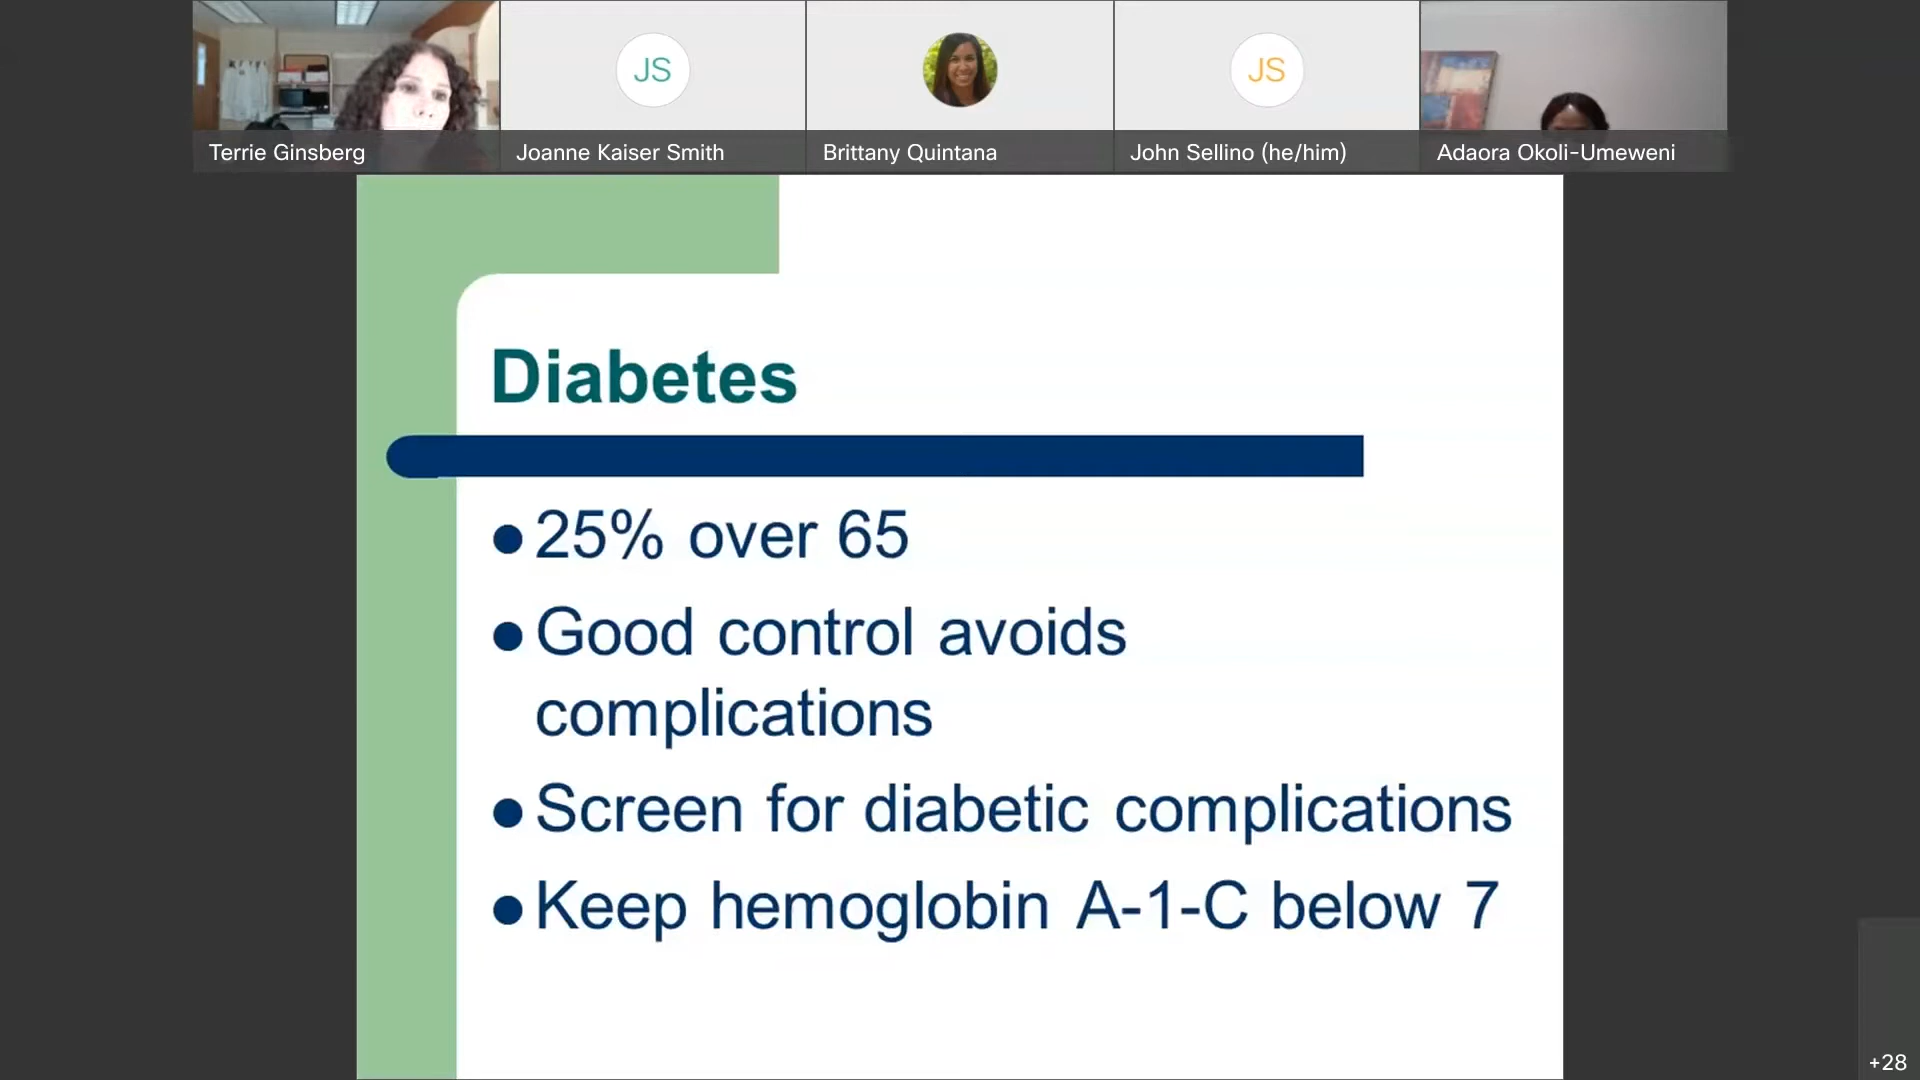 Terrie Ginsberg
JS
Joanne Kaiser Smith
Brittany Quintana
JS
John Sellino (he/him)
Adaora Okoli-Umeweni
Diabetes
● 25% over 65
● Good control avoids
complications
● Screen for diabetic complications
● Keep hemoglobin A-1-C below 7
+28